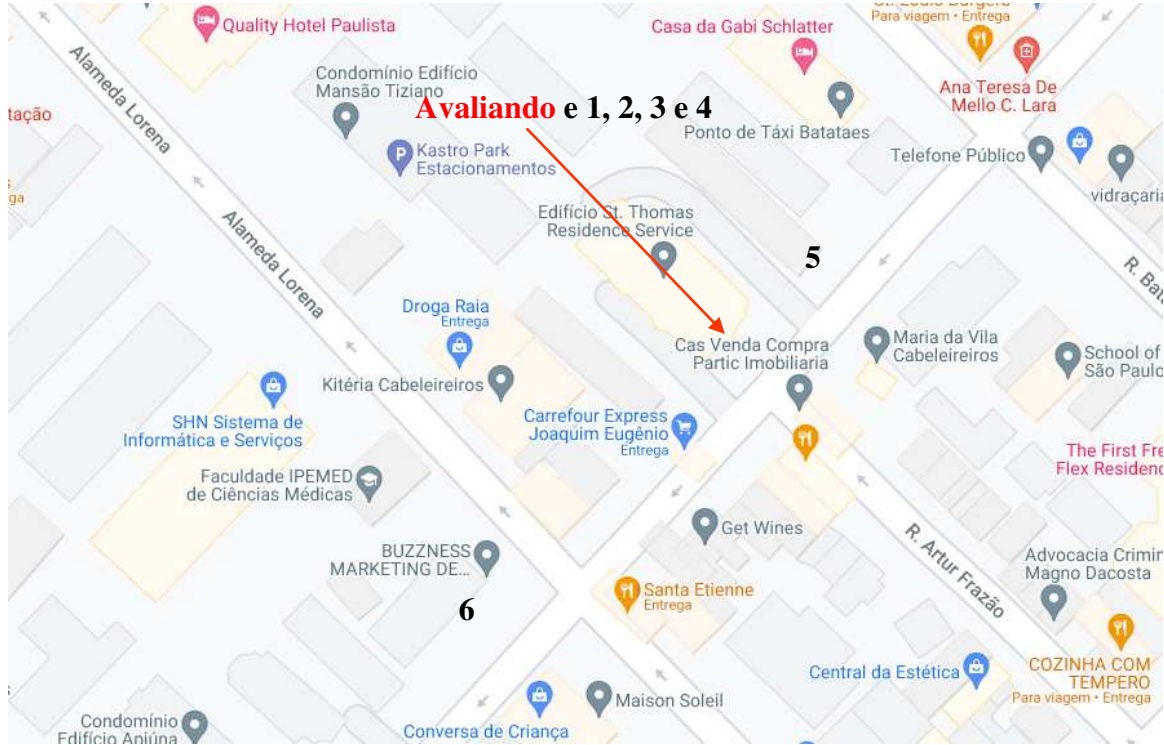 Quality Hotel Paulista
Casa da Gabi Schlatter
Para viagem • Entrega
Ana Teresa De
Mello C. Lara
Alameda Lorena
Condomínio Edifício
Mansão Tiziano
Avaliando e 1, 2, 3 e 4
Ponto de Táxi Batataes
tação
Kastro Park
Estacionamentos
Telefone Público
vidraçaria
ga
Edifício St. Thomas
Residence Service
Alameda Lorena
5
R. Bat
Droga Raia
Entrega
Cas Venda Compra
Partic Imobiliaria
Maria da Vila
Cabeleireiros
School of
São Paulo
Kitéria Cabeleireiros
SHN Sistema de
Informática e Serviços
Carrefour Express
Joaquim Eugênio
Entrega
The First Fre
Flex Residenc
Faculdade IPEMED
de Ciências Médicas
Get Wines
R. Artur Frazão
BUZZNESS
MARKETING DE...
Advocacia Crimin
Magno Dacosta
Santa Etienne
Entrega
6
Central da Estética
COZINHA COM
TEMPERO
Para viagem • Entrega
Maison Soleil
Condomínio
Edifício Apiúna
Conversa de Criança